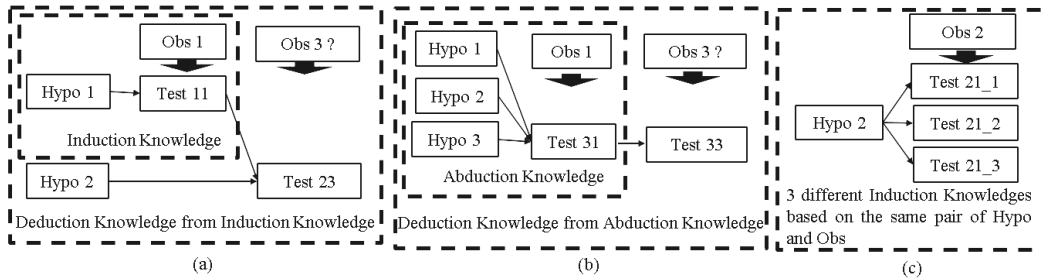 Obs 1
Obs 3 ?
Hypo 1
Test 11
Induction Knowledge
Hypo 2
Test 23
Deduction Knowledge from Induction Knowledge
(a)
Hypo 1
Obs 1
Obs 3 ?
Hypo 2
Hypo 3
Test 31
Test 33
Abduction Knowledge
Deduction Knowledge from Abduction Knowledge
(b)
Obs 2
Test 21_1
Hypo 2
Test 21_2
Test 21_3
3 different Induction Knowledges
based on the same pair of Hypo
and Obs
(c)